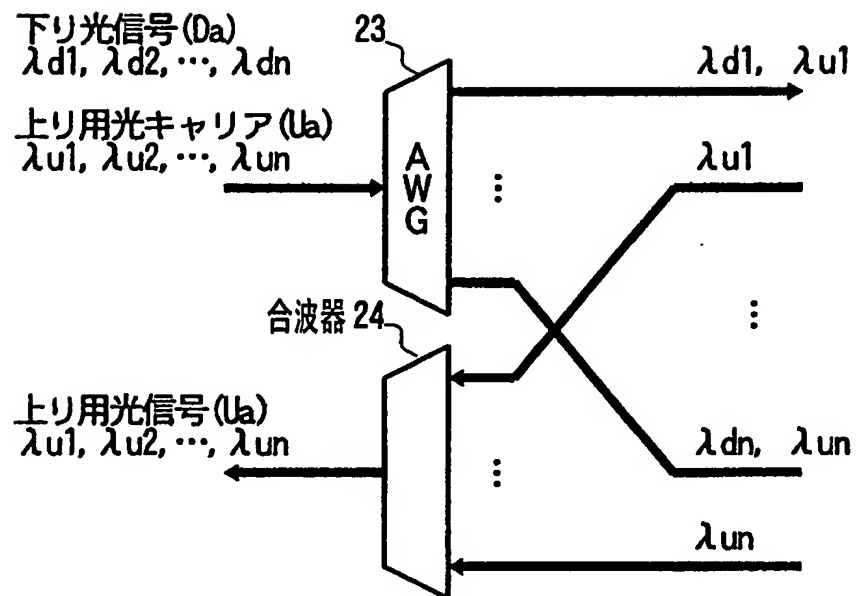 下り光信号(Da)
λd1, λd2, ⋯, λdn
上り用光キャリア(Ua)
λu1, λu2, ⋯, λun
23
AWG
λd1, λu1
λu1
⋮
⋮
合波器 24
上り用光信号(Ua)
λu1, λu2, ⋯, λun
⋮
λdn, λun
λun